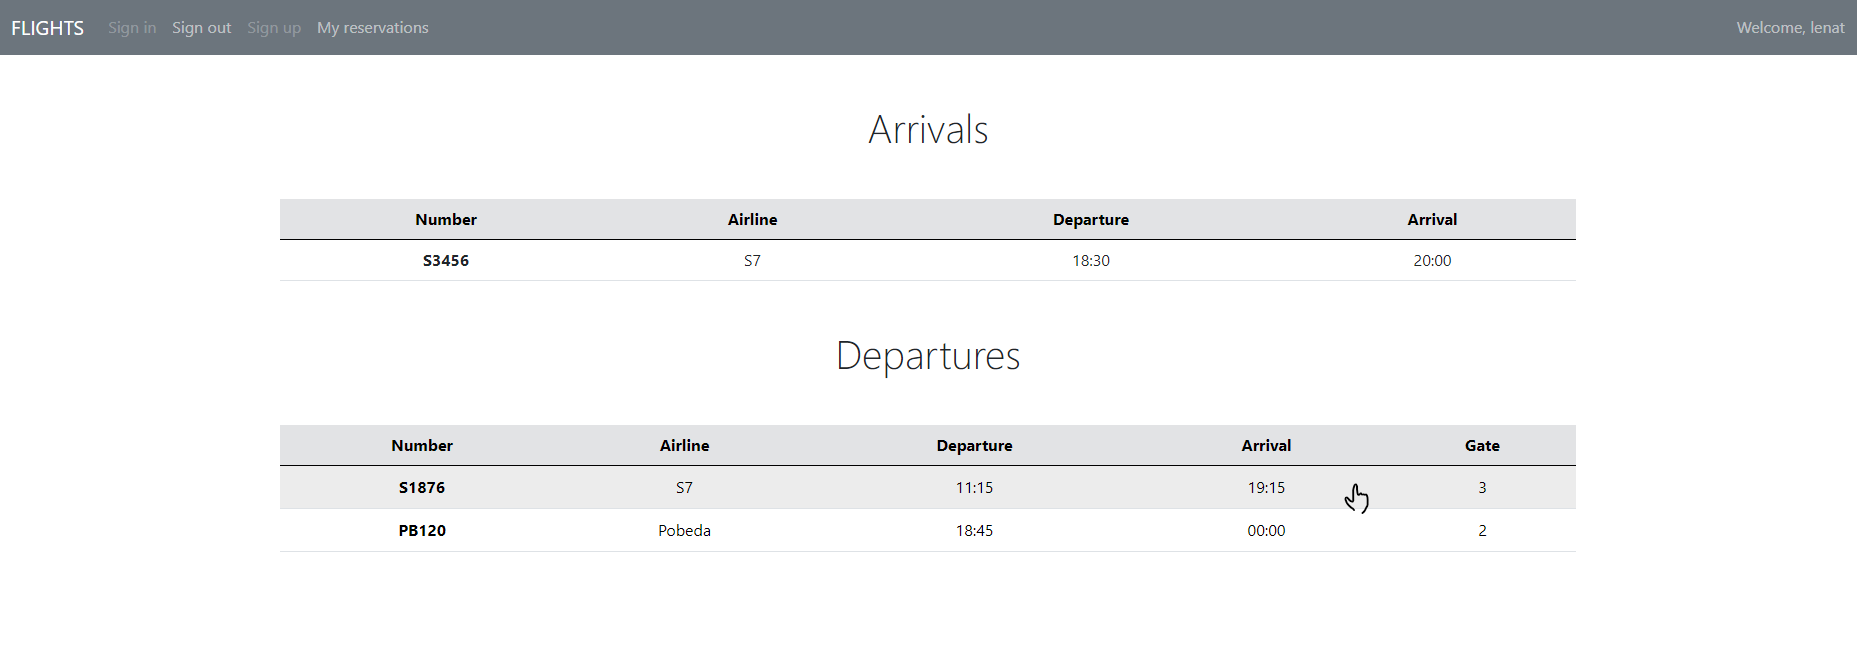 FLIGHTS Sign in Sign out Sign up My reservations Welcome, lenat
Arrivals
Number Airline Departure Arrival
S3456 S7 18:30 20:00
Departures
Number Airline Departure Arrival Gate
S1876 S7 11:15 19:15 3
PB120 Pobeda 18:45 00:00 2